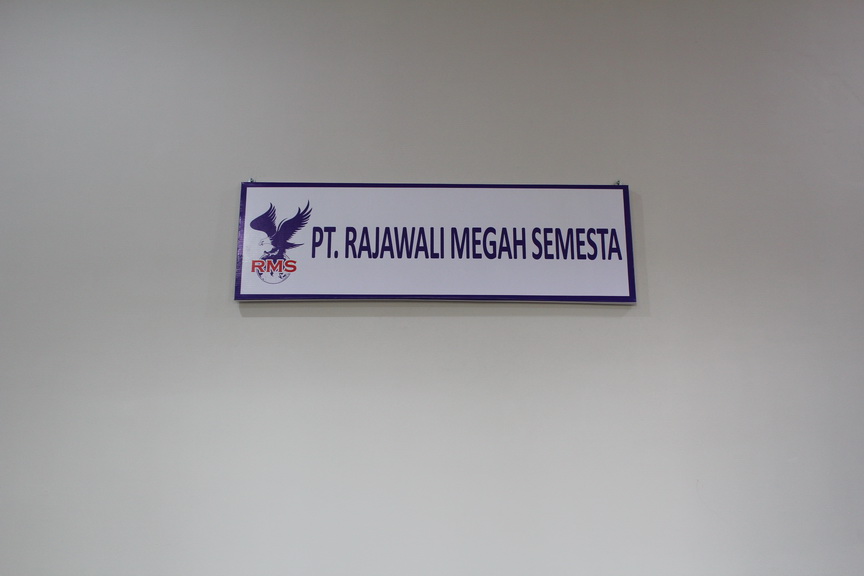 RMS
PT. RAJAWALI MEGAH SEMESTA